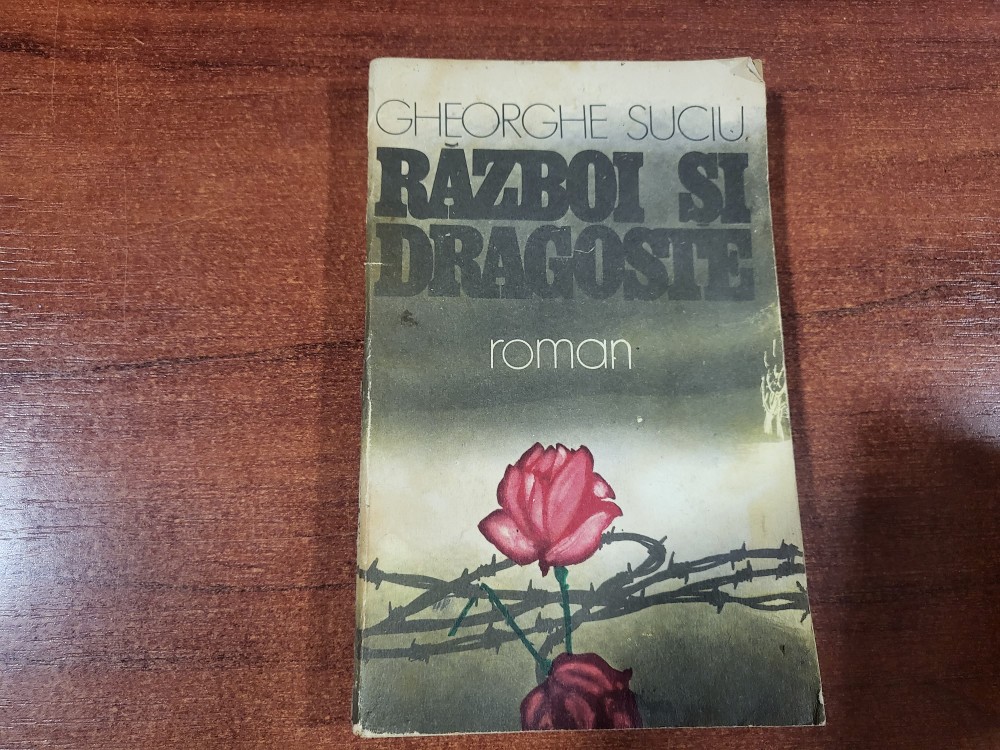 GHEORGHE SUCIU
RĂZBOI ȘI
DRAGOSTE
roman